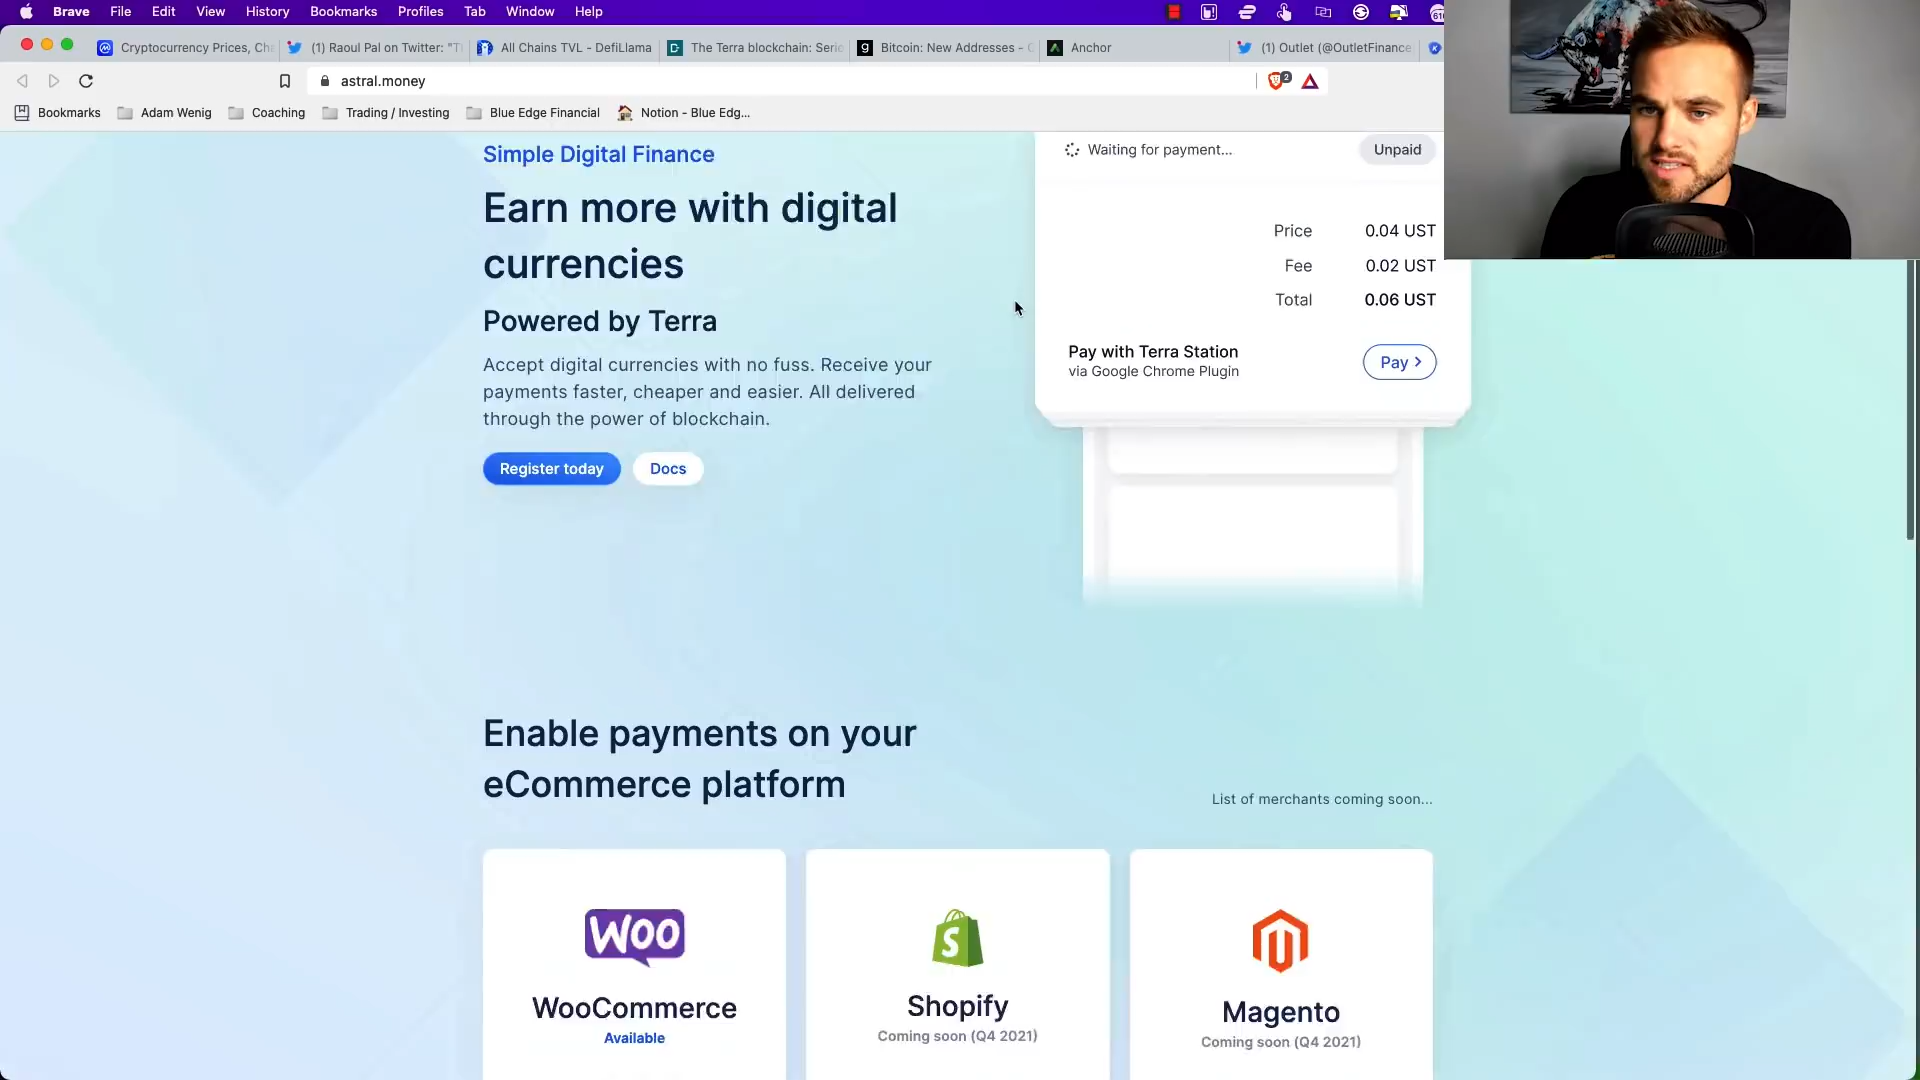 Brave File Edit View History Bookmarks Profiles Tab Window Help
Cryptocurrency Prices, Cha
(1) Raoul Pal on Twitter: "T
All Chains TVL - DefiLlama
The Terra blockchain: Serie
Bitcoin: New Addresses -
Anchor
(1) Outlet (@OutletFinance
astral.money
2
Bookmarks
Adam Wenig
Coaching
Trading / Investing
Blue Edge Financial
Notion - Blue Edg...
Simple Digital Finance
Earn more with digital
currencies
Powered by Terra
Accept digital currencies with no fuss. Receive your
payments faster, cheaper and easier. All delivered
through the power of blockchain.
Register today
Docs
Waiting for payment...
Unpaid
Price 0.04 UST
Fee 0.02 UST
Total 0.06 UST
Pay with Terra Station
via Google Chrome Plugin
Pay
Enable payments on your
eCommerce platform
List of merchants coming soon...
Woo
WooCommerce
Available
S
Shopify
Coming soon (Q4 2021)
Magento
Coming soon (Q4 2021)